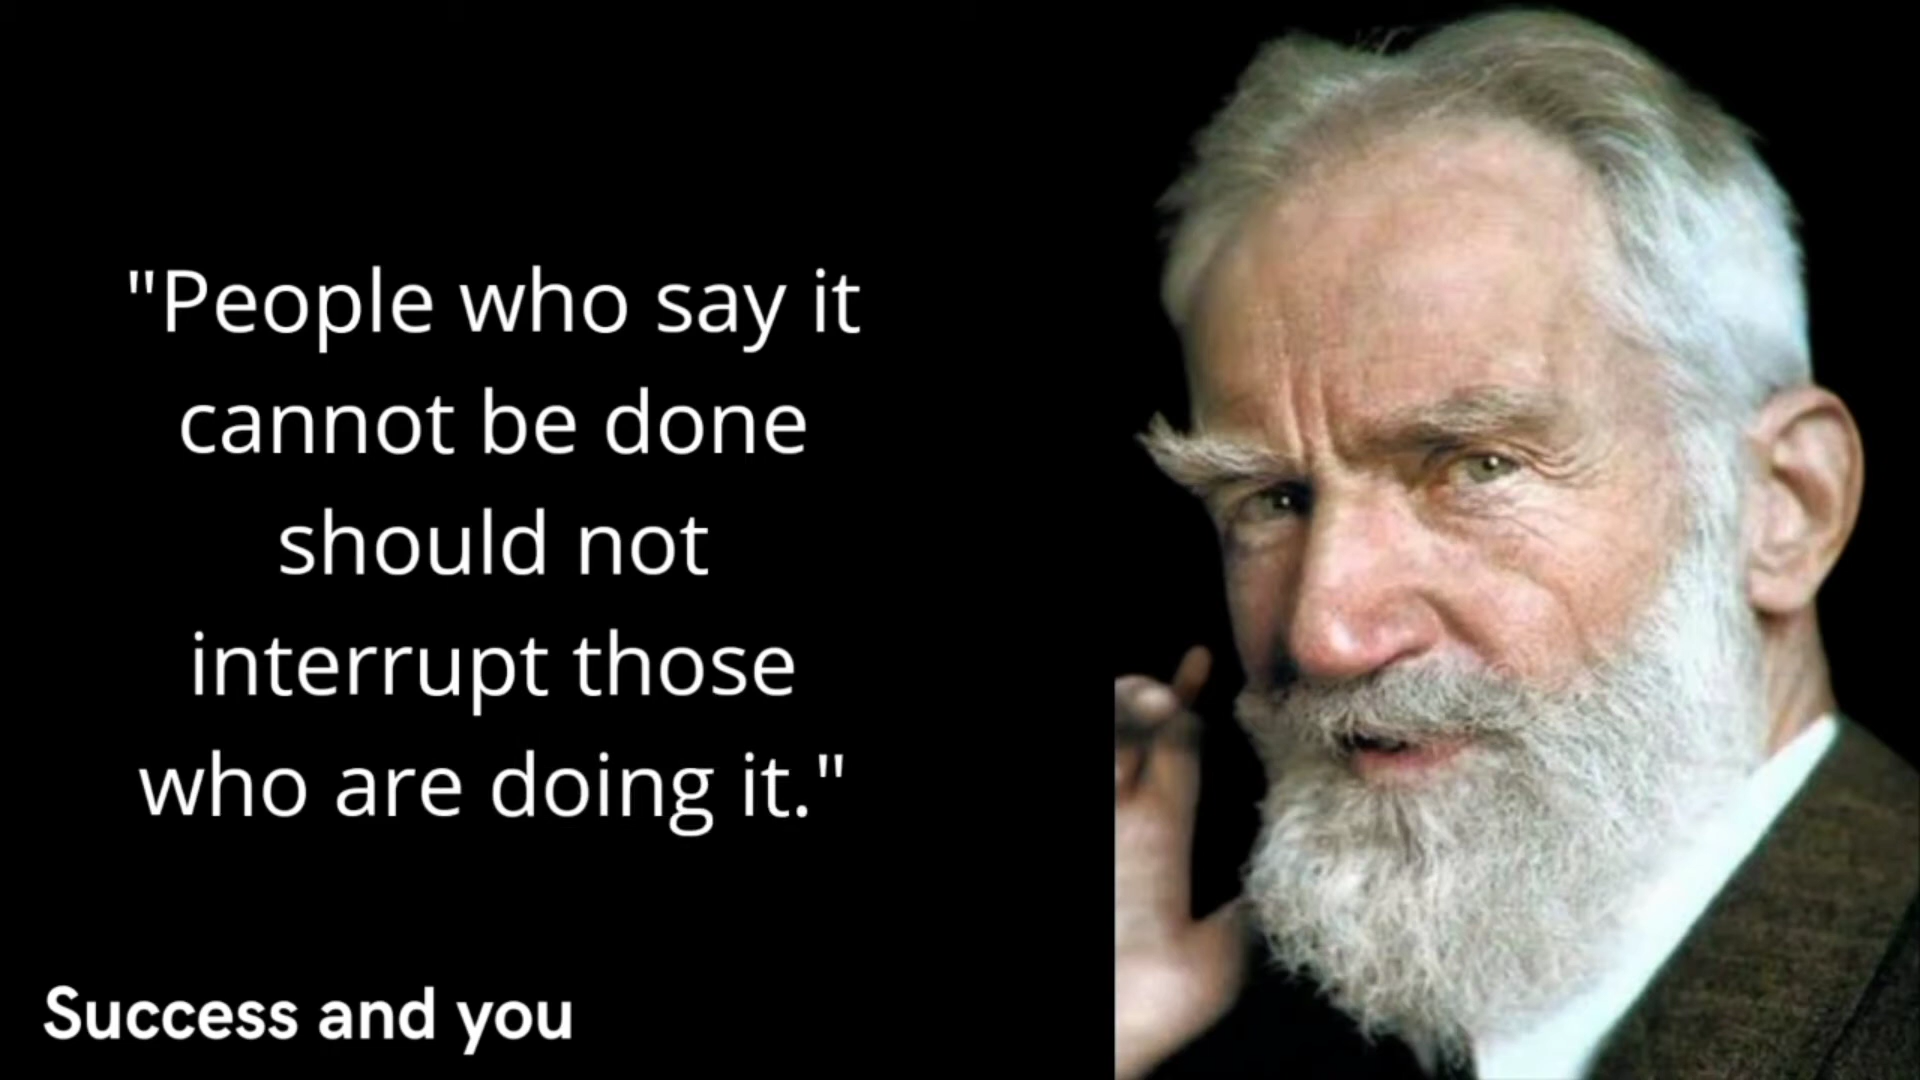 "People who say it
cannot be done
should not
interrupt those
who are doing it."
Success and you